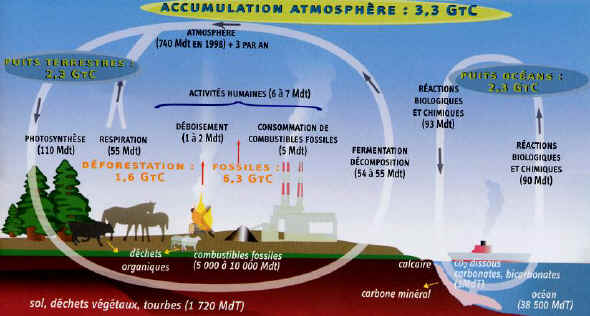 ACCUMULATION ATMOSPHÈRE : 3,3 GTC
ATMOSPHÈRE
(740 Mdt EN 1998) + 3 PAR AN
PUITS TERRESTRES :
2,3 GTC
PUITS OCÉANS :
2,3 GTC
ACTIVITÉS HUMAINES (6 à 7 Mdt)
RÉACTIONS
BIOLOGIQUES
ET CHIMIQUES
(93 Mdt)
PHOTOSYNTHÈSE
(110 Mdt)
RESPIRATION
(55 Mdt)
DÉBOISEMENT
(1 à 2 Mdt)
CONSOMMATION DE
COMBUSTIBLES FOSSILES
(5 Mdt)
FERMENTATION
DÉCOMPOSITION
(54 à 55 Mdt)
RÉACTIONS
BIOLOGIQUES
ET CHIMIQUES
(90 Mdt)
DÉFORESTATION :
1,6 GTC
FOSSILES :
6,3 GTC
déchets
organiques
combustibles fossiles
(5 000 à 10 000 Mdt)
calcaire
CO2 dissous
carbonates, bicarbonates
carbone minéral
océan
(38 500 MdT)
sol, déchets végétaux, tourbes (1 720 MdT)